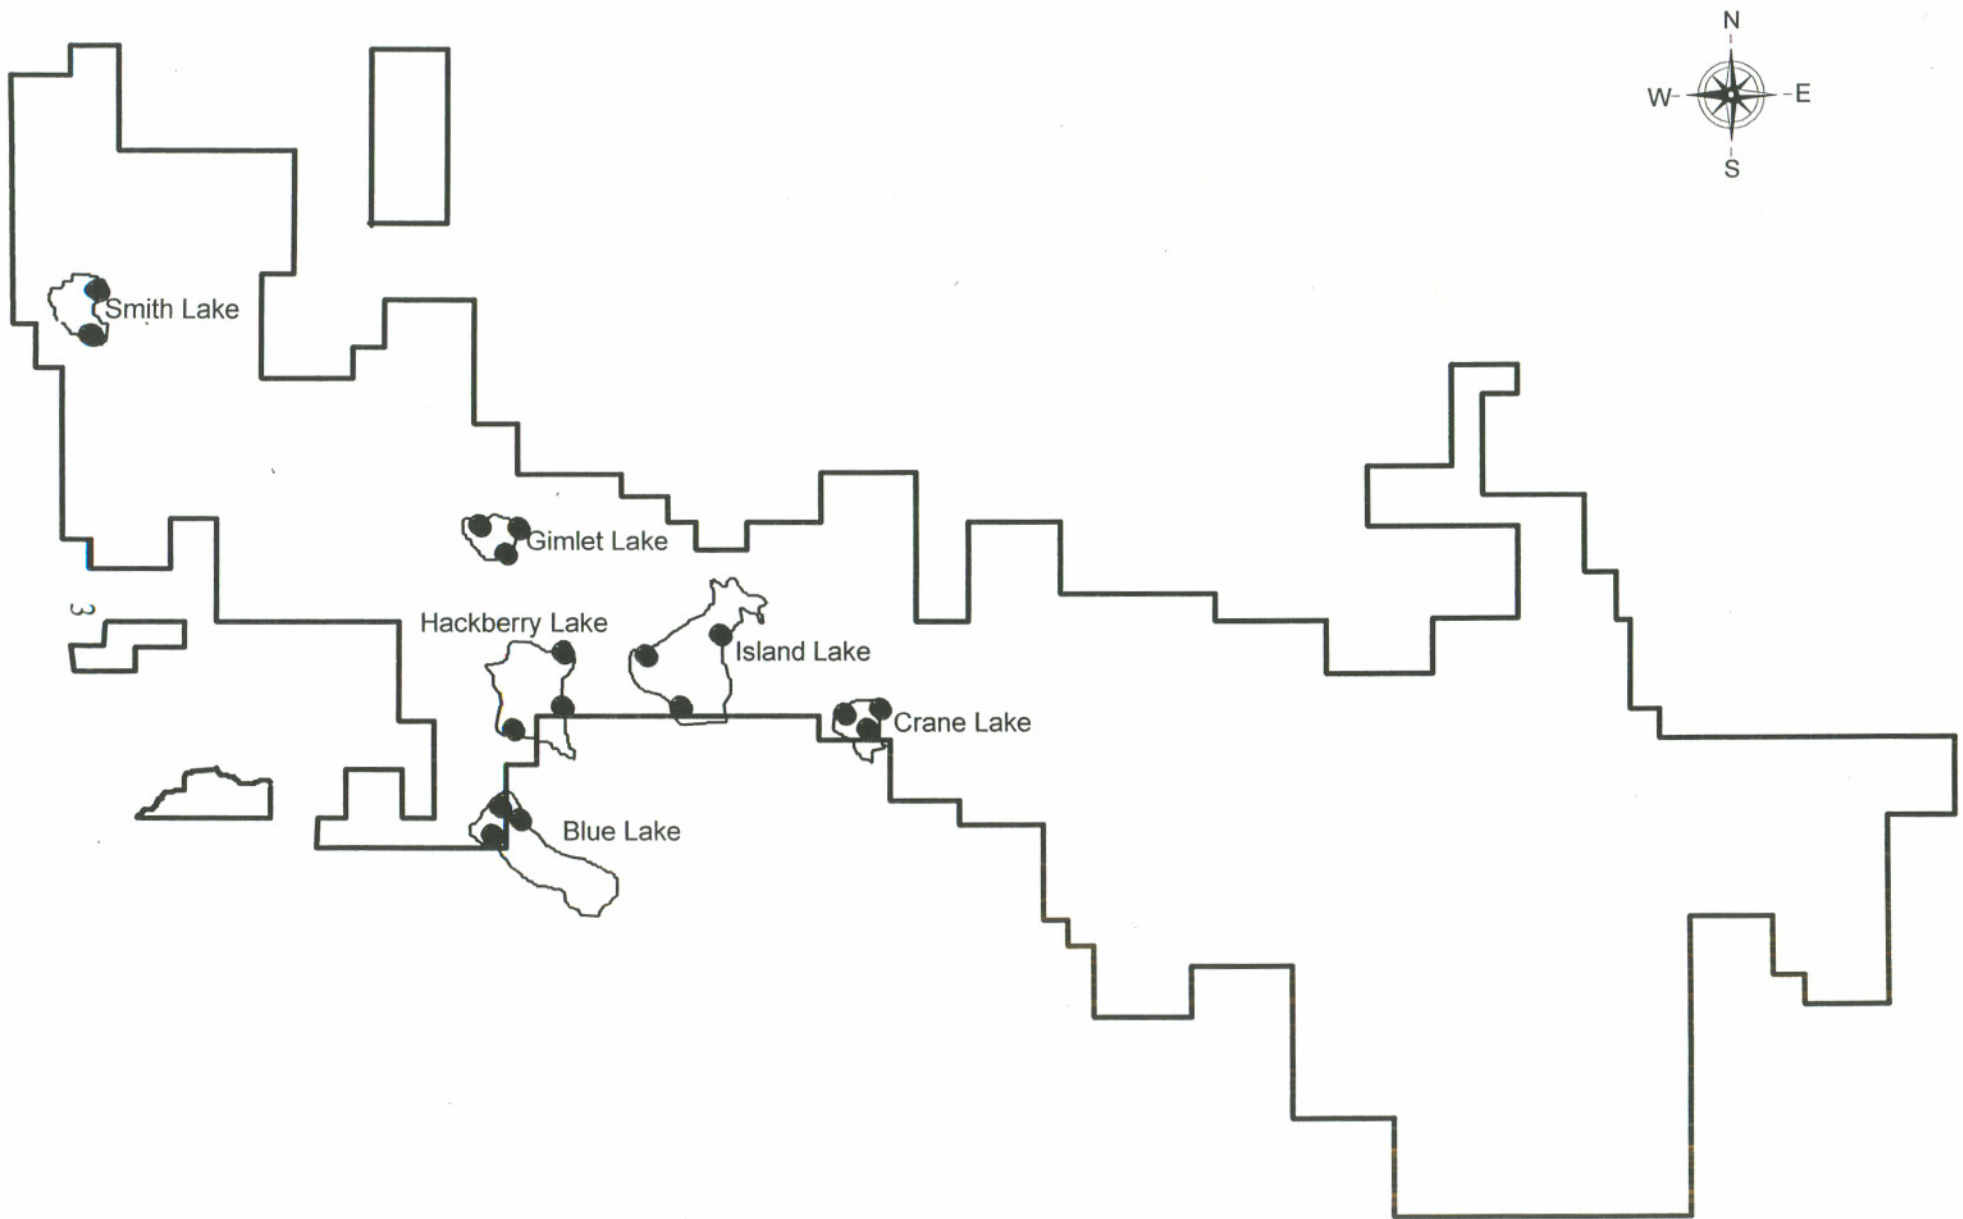 N
W E
S
Smith Lake
Gimlet Lake
3
Hackberry Lake
Island Lake
Crane Lake
Blue Lake